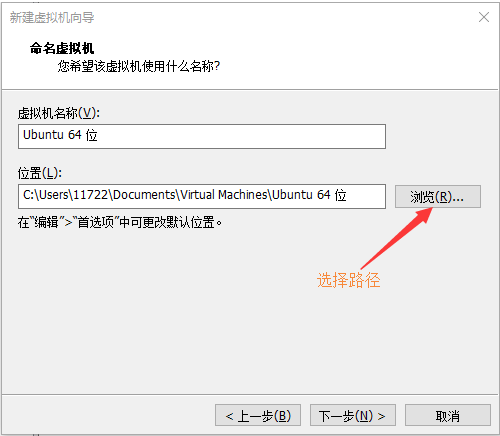 新建虚拟机向导
命名虚拟机
您希望该虚拟机使用什么名称?
虚拟机名称(V):
Ubuntu 64 位
位置(L):
C:\Users\11722\Documents\Virtual Machines\Ubuntu 64 位
浏览(R)...
在“编辑”>“首选项”中可更改默认位置。
选择路径
< 上一步(B)
下一步(N) >
取消